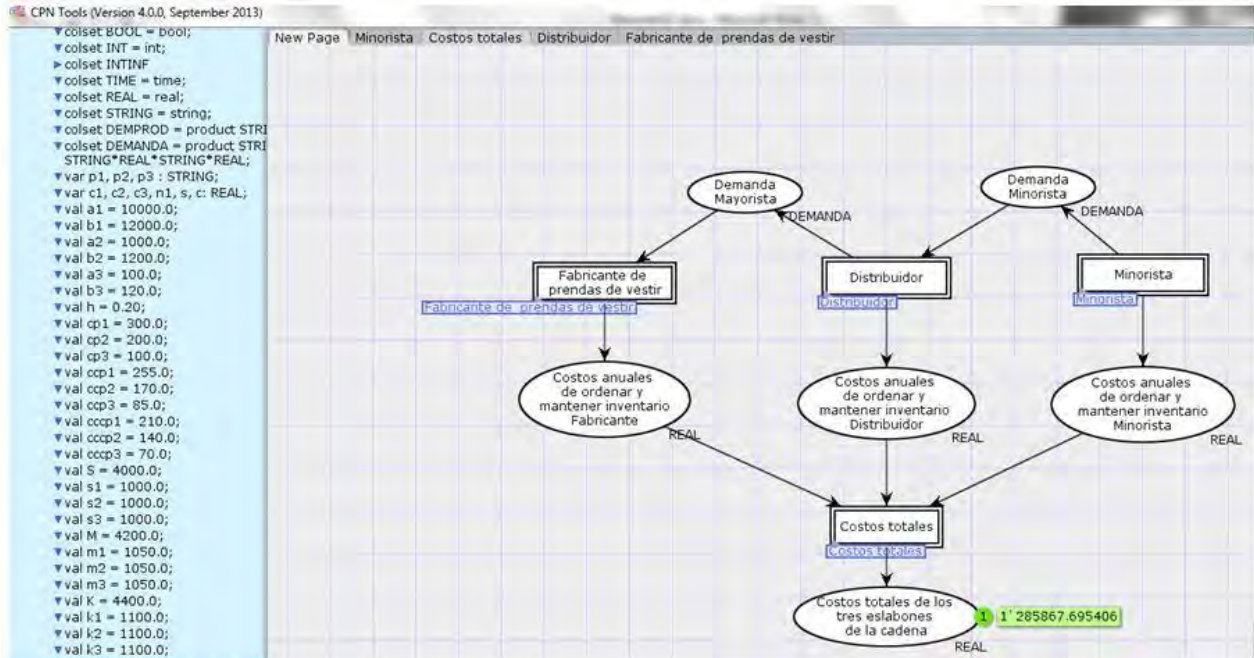 CPN Tools (Version 4.0.0, September 2013)
colset BOOL = bool;
colset INT = int;
colset INTINF
colset TIME = time;
colset REAL = real;
colset STRING = string;
colset DEMPROD = product STRI
colset DEMANDA = product STRI
STRING*REAL*STRING*REAL;
var p1, p2, p3 : STRING;
var c1, c2, c3, n1, s, c: REAL;
val a1 = 10000.0;
val b1 = 12000.0;
val a2 = 1000.0;
val b2 = 1200.0;
val a3 = 100.0;
val b3 = 120.0;
val h = 0.20;
val cp1 = 300.0;
val cp2 = 200.0;
val cp3 = 100.0;
val ccp1 = 255.0;
val ccp2 = 170.0;
val ccp3 = 85.0;
val cccp1 = 210.0;
val cccp2 = 140.0;
val cccp3 = 70.0;
val S = 4000.0;
val s1 = 1000.0;
val s2 = 1000.0;
val s3 = 1000.0;
val M = 4200.0;
val m1 = 1050.0;
val m2 = 1050.0;
val m3 = 1050.0;
val K = 4400.0;
val k1 = 1100.0;
val k2 = 1100.0;
val k3 = 1100.0;
New Page Minorista Costos totales Distribuidor Fabricante de prendas de vestir
Demanda
Mayorista
DEMANDA
Demanda
Minorista
DEMANDA
Fabricante de
prendas de vestir
Fabricante de prendas de vestir
Distribuidor
Distribuidor
Minorista
Minorista
Costos anuales
de ordenar y
mantener inventario
Fabricante
REAL
Costos anuales
de ordenar y
mantener inventario
Distribuidor
REAL
Costos anuales
de ordenar y
mantener inventario
Minorista
REAL
Costos totales
Costos totales
Costos totales de los
tres eslabones
de la cadena
REAL
1 1`285867.695406